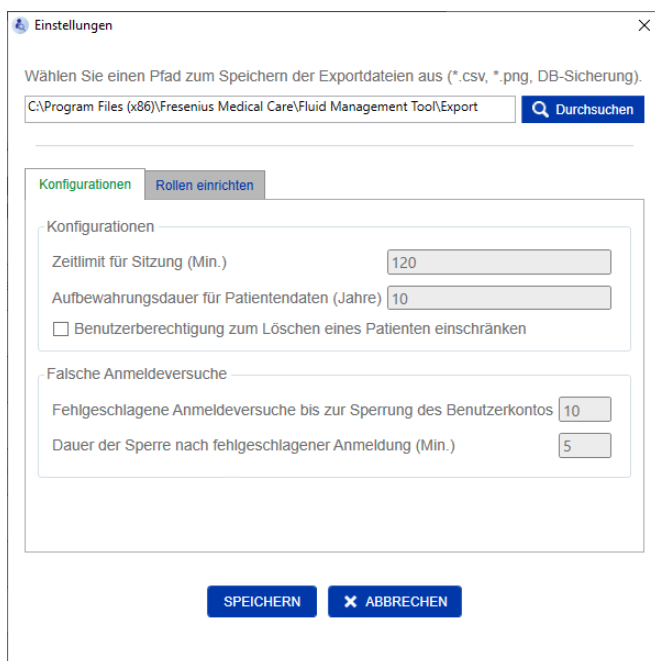 Einstellungen
Wählen Sie einen Pfad zum Speichern der Exportdateien aus (*.csv, *.png, DB-Sicherung).
C:\Program Files (x86)\Fresenius Medical Care\Fluid Management Tool\Export
Durchsuchen
Konfigurationen
Rollen einrichten
Konfigurationen
Zeitlimit für Sitzung (Min.)
120
Aufbewahrungsdauer für Patientendaten (Jahre)
10
Benutzerberechtigung zum Löschen eines Patienten einschränken
Falsche Anmeldeversuche
Fehlgeschlagene Anmeldeversuche bis zur Sperrung des Benutzerkontos
10
Dauer der Sperre nach fehlgeschlagener Anmeldung (Min.)
5
SPEICHERN
ABBRECHEN